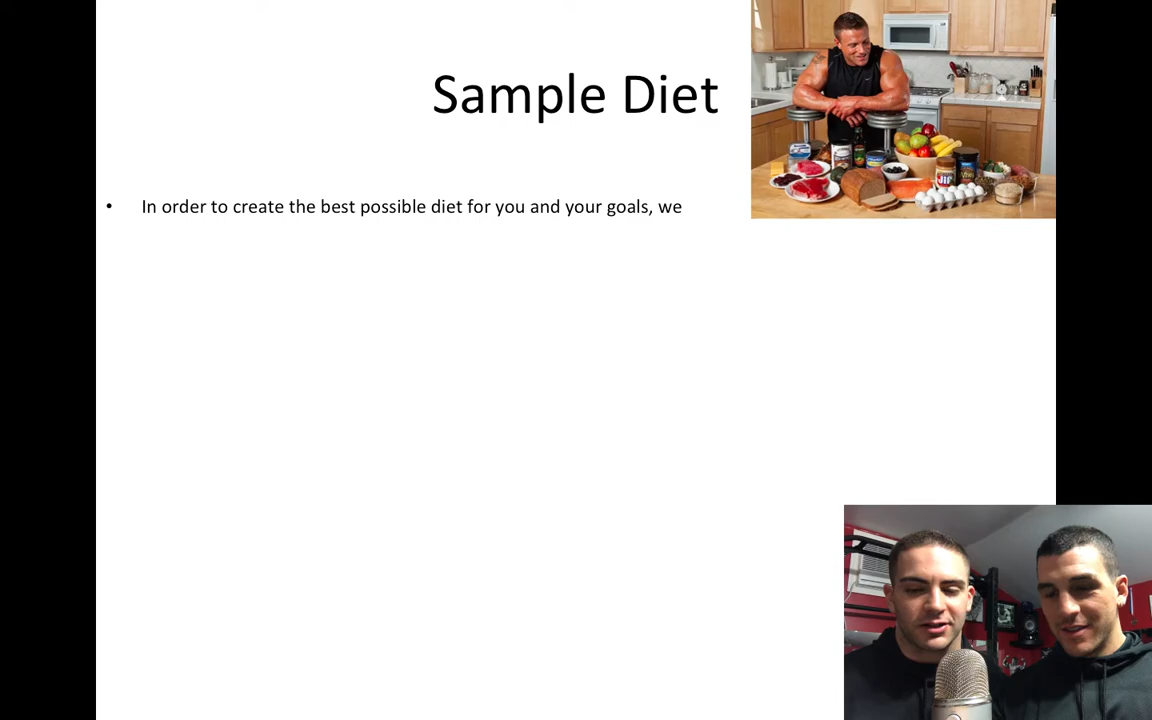 Sample Diet
• In order to create the best possible diet for you and your goals, we